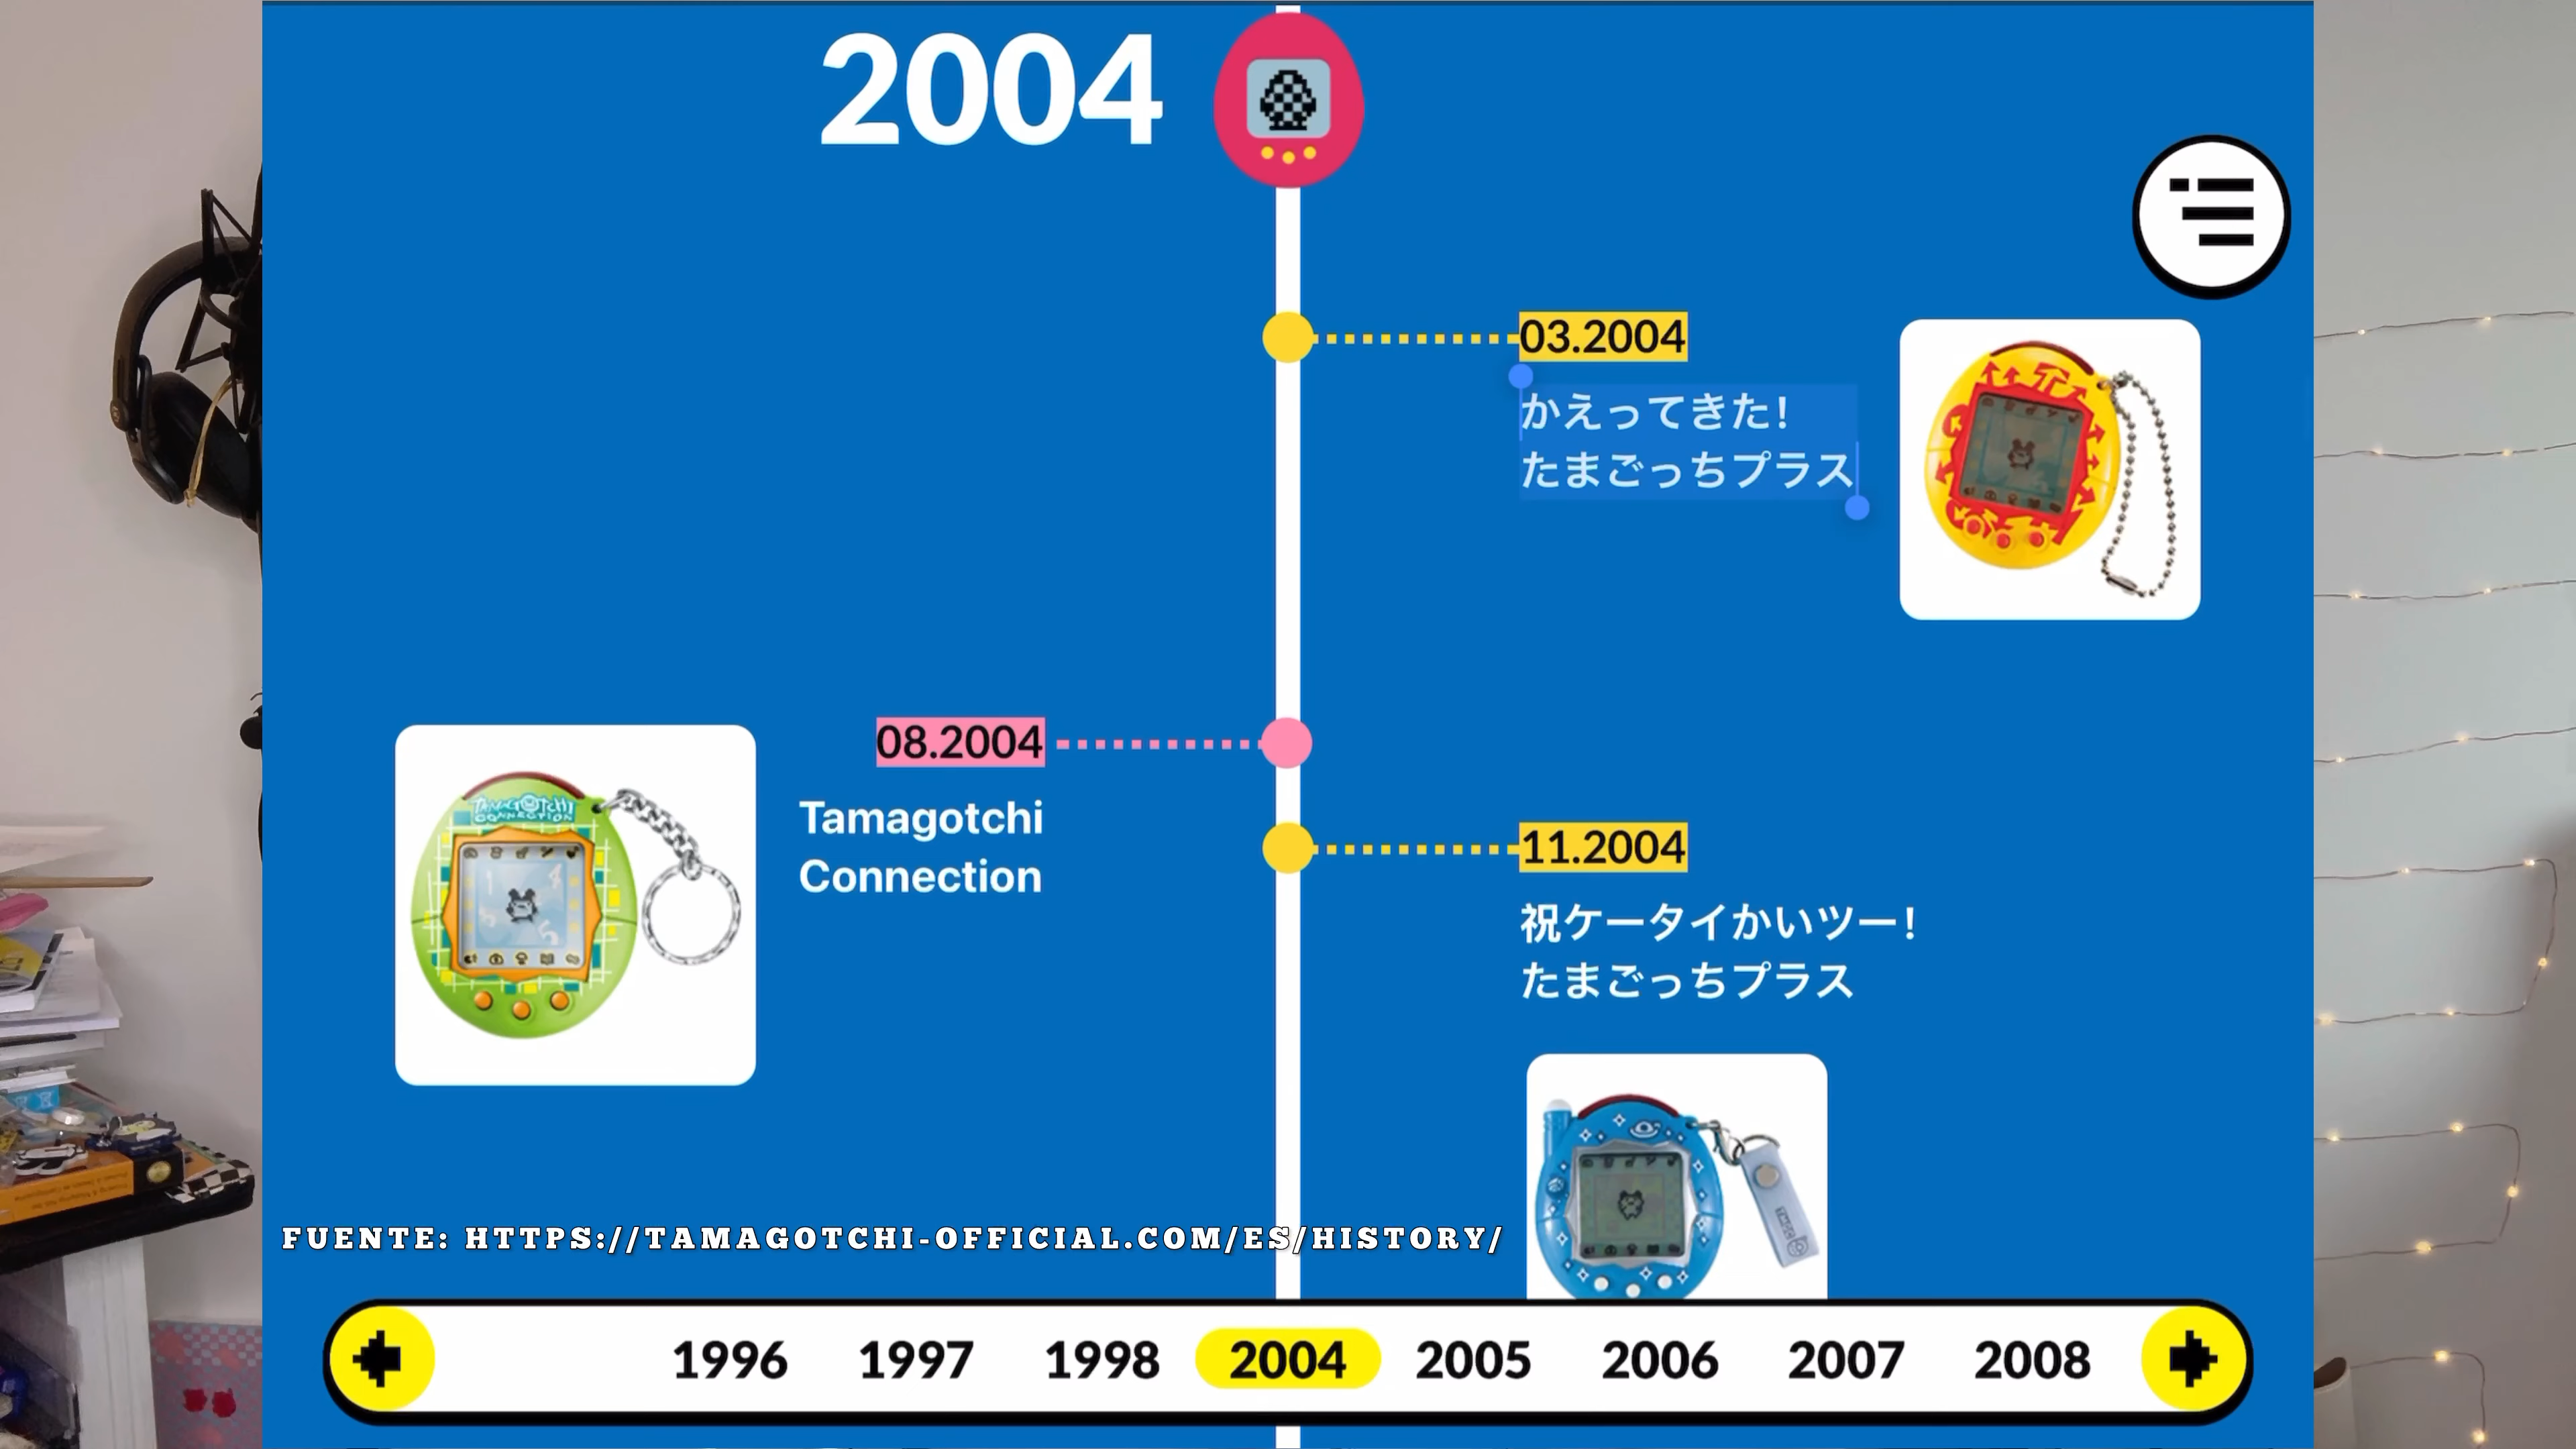 2004
03.2004
かえってきた！
たまごっちプラス
08.2004
Tamagotchi
Connection
TAMAGOTCHI
CONNECTION
11.2004
祝ケータイかいツー！
たまごっちプラス
FUENTE: HTTPS://TAMAGOTCHI-OFFICIAL.COM/ES/HISTORY/
1996 1997 1998 2004 2005 2006 2007 2008